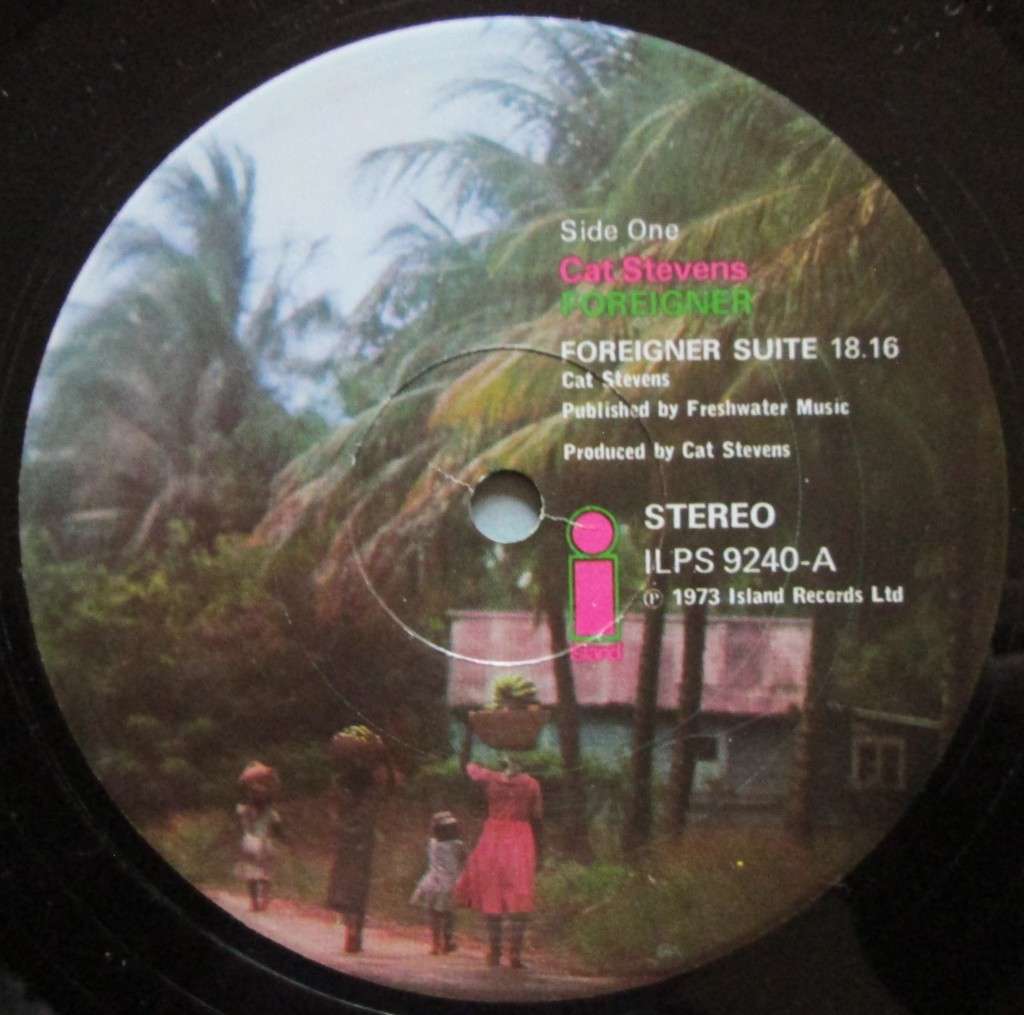 Side One
Cat Stevens
FOREIGNER
FOREIGNER SUITE 18.16
Cat Stevens
Published by Freshwater Music
Produced by Cat Stevens
STEREO
ILPS 9240-A
℗ 1973 Island Records Ltd
i
island